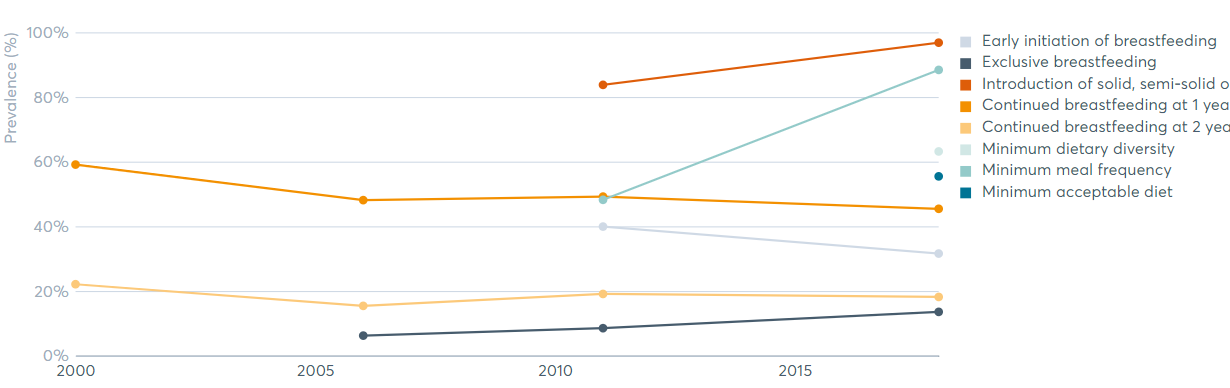 Prevalence (%)
100%
80%
60%
40%
20%
0%
2000
2005
2010
2015
Early initiation of breastfeeding
Exclusive breastfeeding
Introduction of solid, semi-solid o
Continued breastfeeding at 1 yea
Continued breastfeeding at 2 yea
Minimum dietary diversity
Minimum meal frequency
Minimum acceptable diet